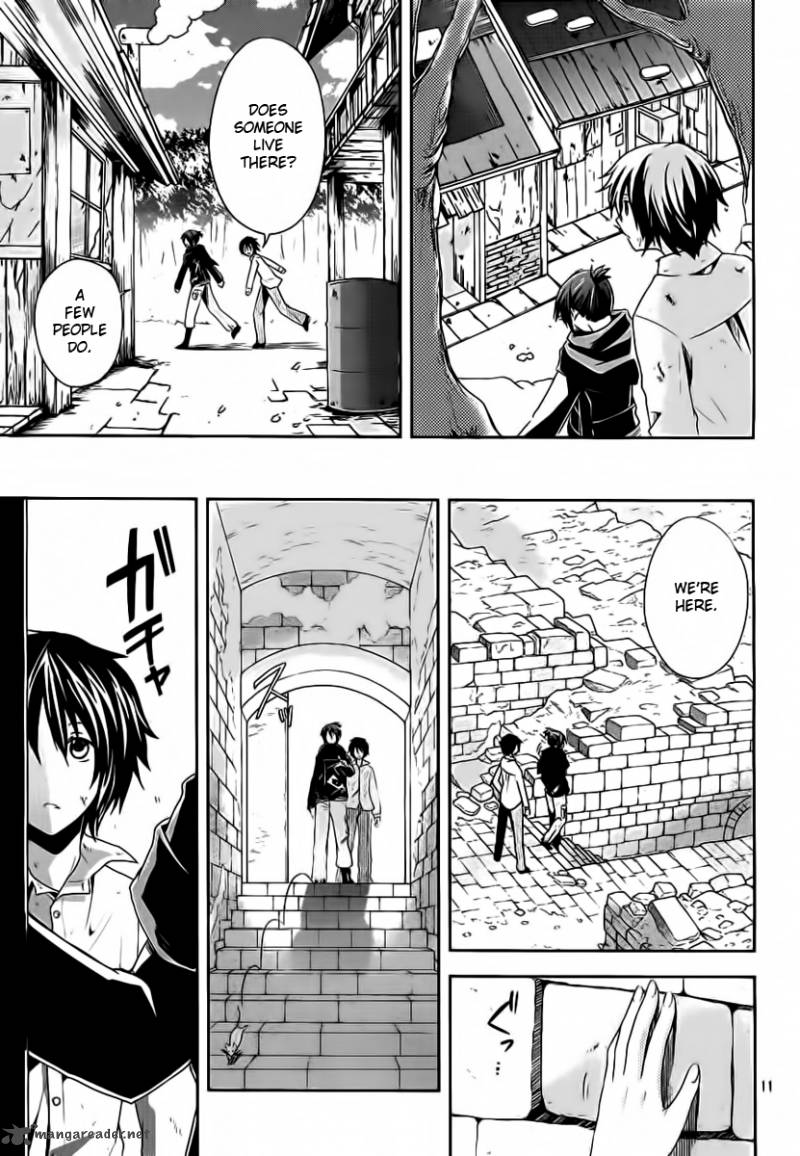 DOES
SOMEONE
LIVE
THERE?
A
FEW
PEOPLE
DO.
WE'RE
HERE.
ぐっ
スッ
ガチャ
11
mangareader.net